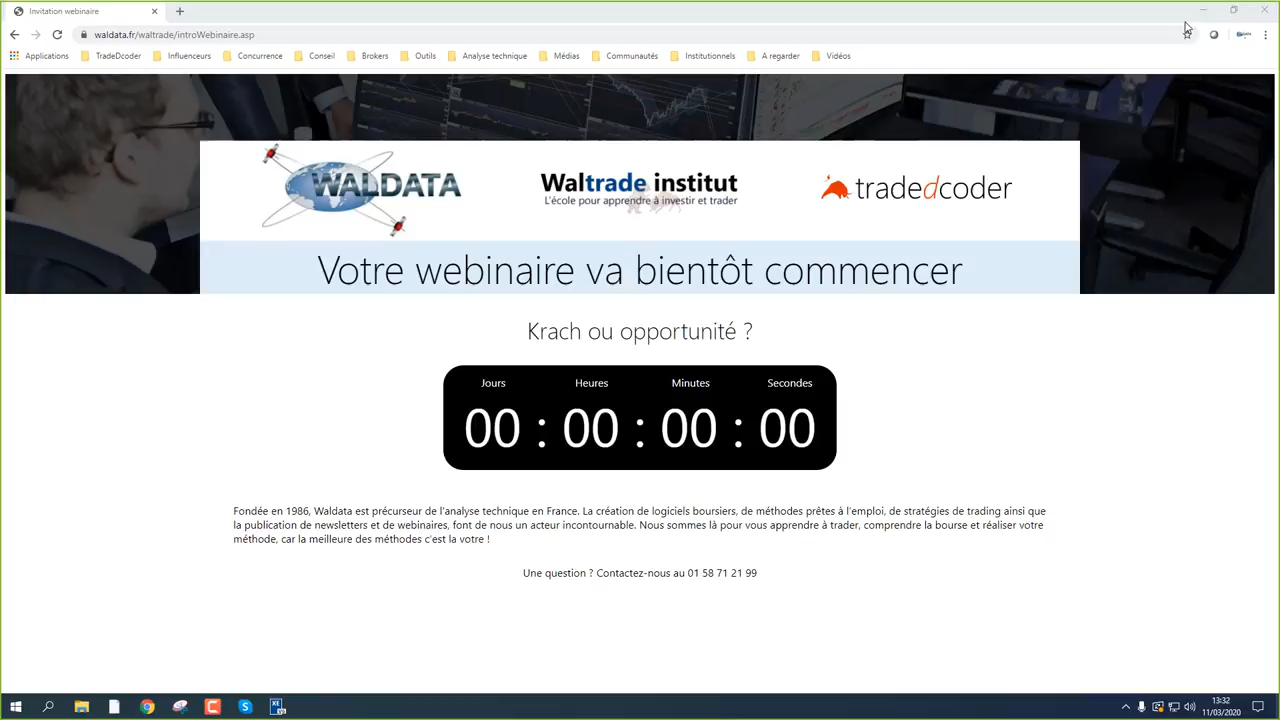 Invitation webinaire
waldata.fr/waltrade/introWebinaire.asp
Applications TradeDcoder Influenceurs Concurrence Conseil Brokers Outils Analyse technique Médias Communautés Institutionnels A regarder Vidéos
WALDATA
Waltrade institut
L'école pour apprendre à investir et trader
tradedcoder
Votre webinaire va bientôt commencer
Krach ou opportunité ?
Jours Heures Minutes Secondes
00 : 00 : 00 : 00
Fondée en 1986, Waldata est précurseur de l'analyse technique en France. La création de logiciels boursiers, de méthodes prêtes à l'emploi, de stratégies de trading ainsi que
la publication de newsletters et de webinaires, font de nous un acteur incontournable. Nous sommes là pour vous apprendre à trader, comprendre la bourse et réaliser votre
méthode, car la meilleure des méthodes c'est la votre !
Une question ? Contactez-nous au 01 58 71 21 99
13:32
11/03/2020